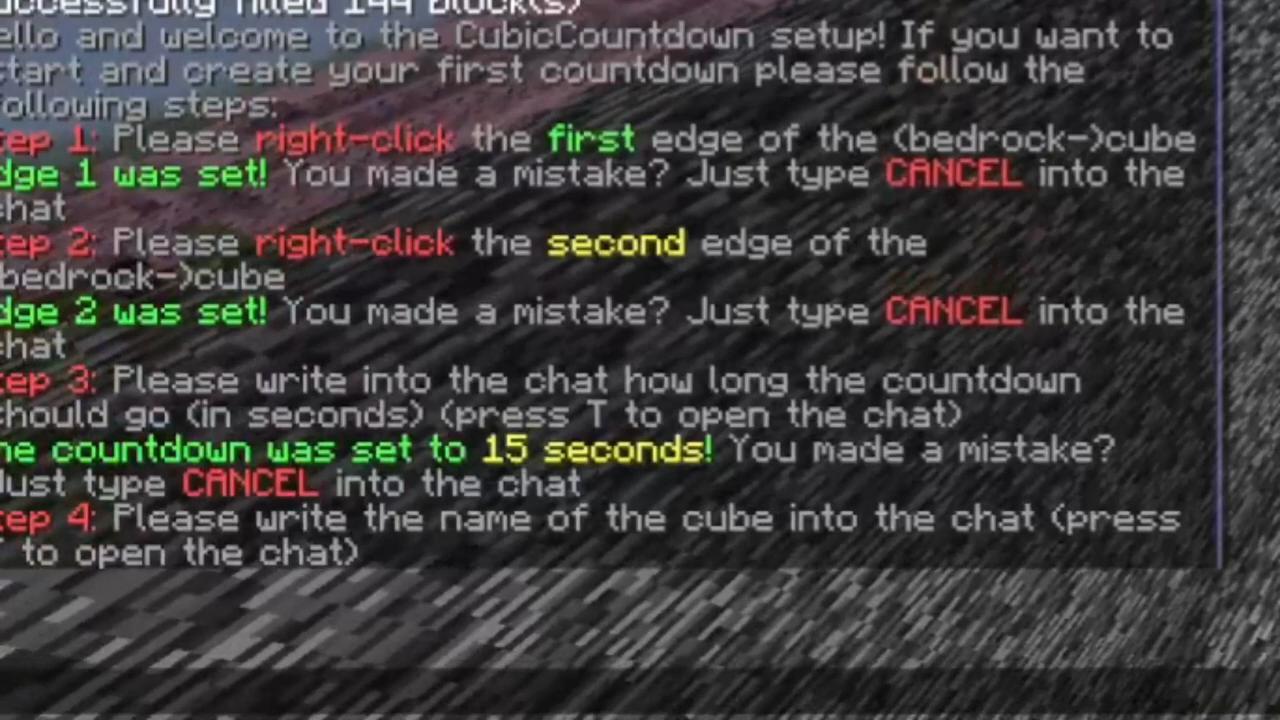 uccessfully filled 144 block(s)
ello and welcome to the CubicCountdown setup! If you want to
tart and create your first countdown please follow the
ollowing steps:
tep 1: Please right-click the first edge of the (bedrock-)cube
dge 1 was set! You made a mistake? Just type CANCEL into the
hat
tep 2: Please right-click the second edge of the
bedrock-)cube
dge 2 was set! You made a mistake? Just type CANCEL into the
hat
tep 3: Please write into the chat how long the countdown
hould go (in seconds) (press T to open the chat)
he countdown was set to 15 seconds! You made a mistake?
Just type CANCEL into the chat
tep 4: Please write the name of the cube into the chat (press
to open the chat)